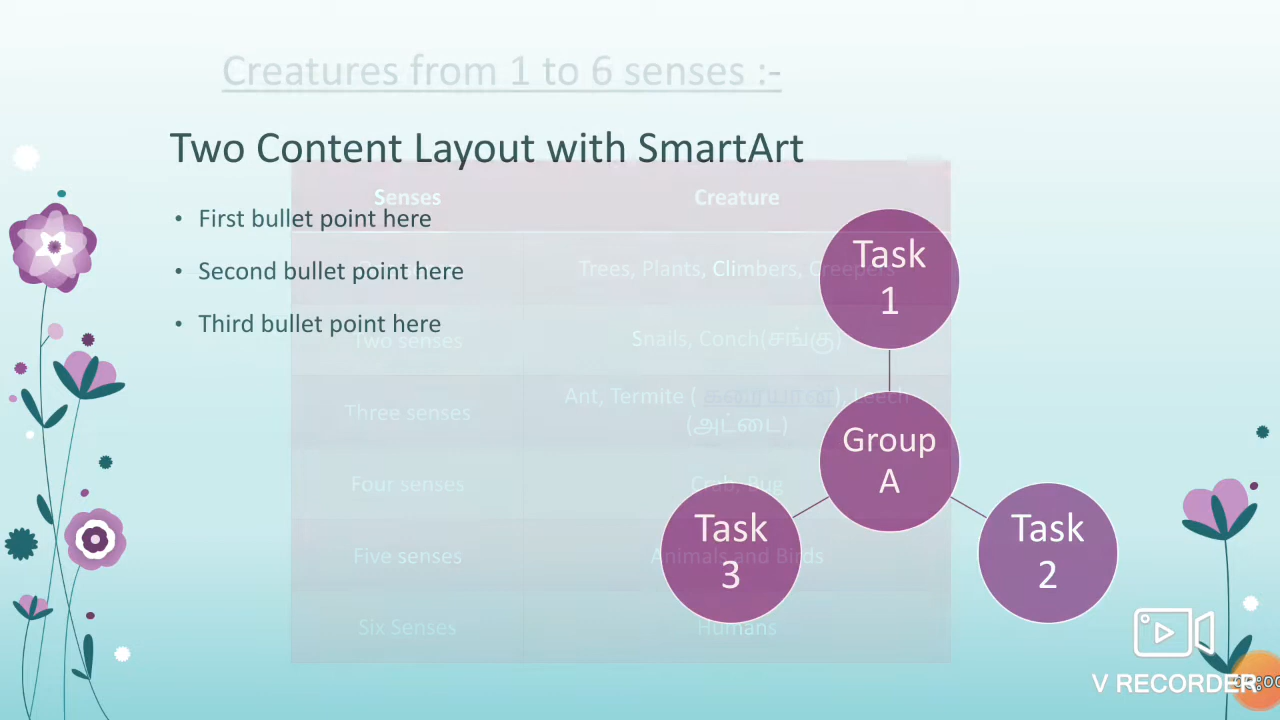 Creatures from 1 to 6 senses :-
Two Content Layout with SmartArt
• First bullet point here
• Second bullet point here
• Third bullet point here
Senses Creature
Trees, Plants, Climbers, Creepers
Two senses Snails, Conch(சங்கு)
Three senses Ant, Termite ( ), Leech
(அட்டை)
Four senses Crab, Bug
Five senses Animals and Birds
Six Senses Humans
Task
1
Group
A
Task
3
Task
2
V RECORDER